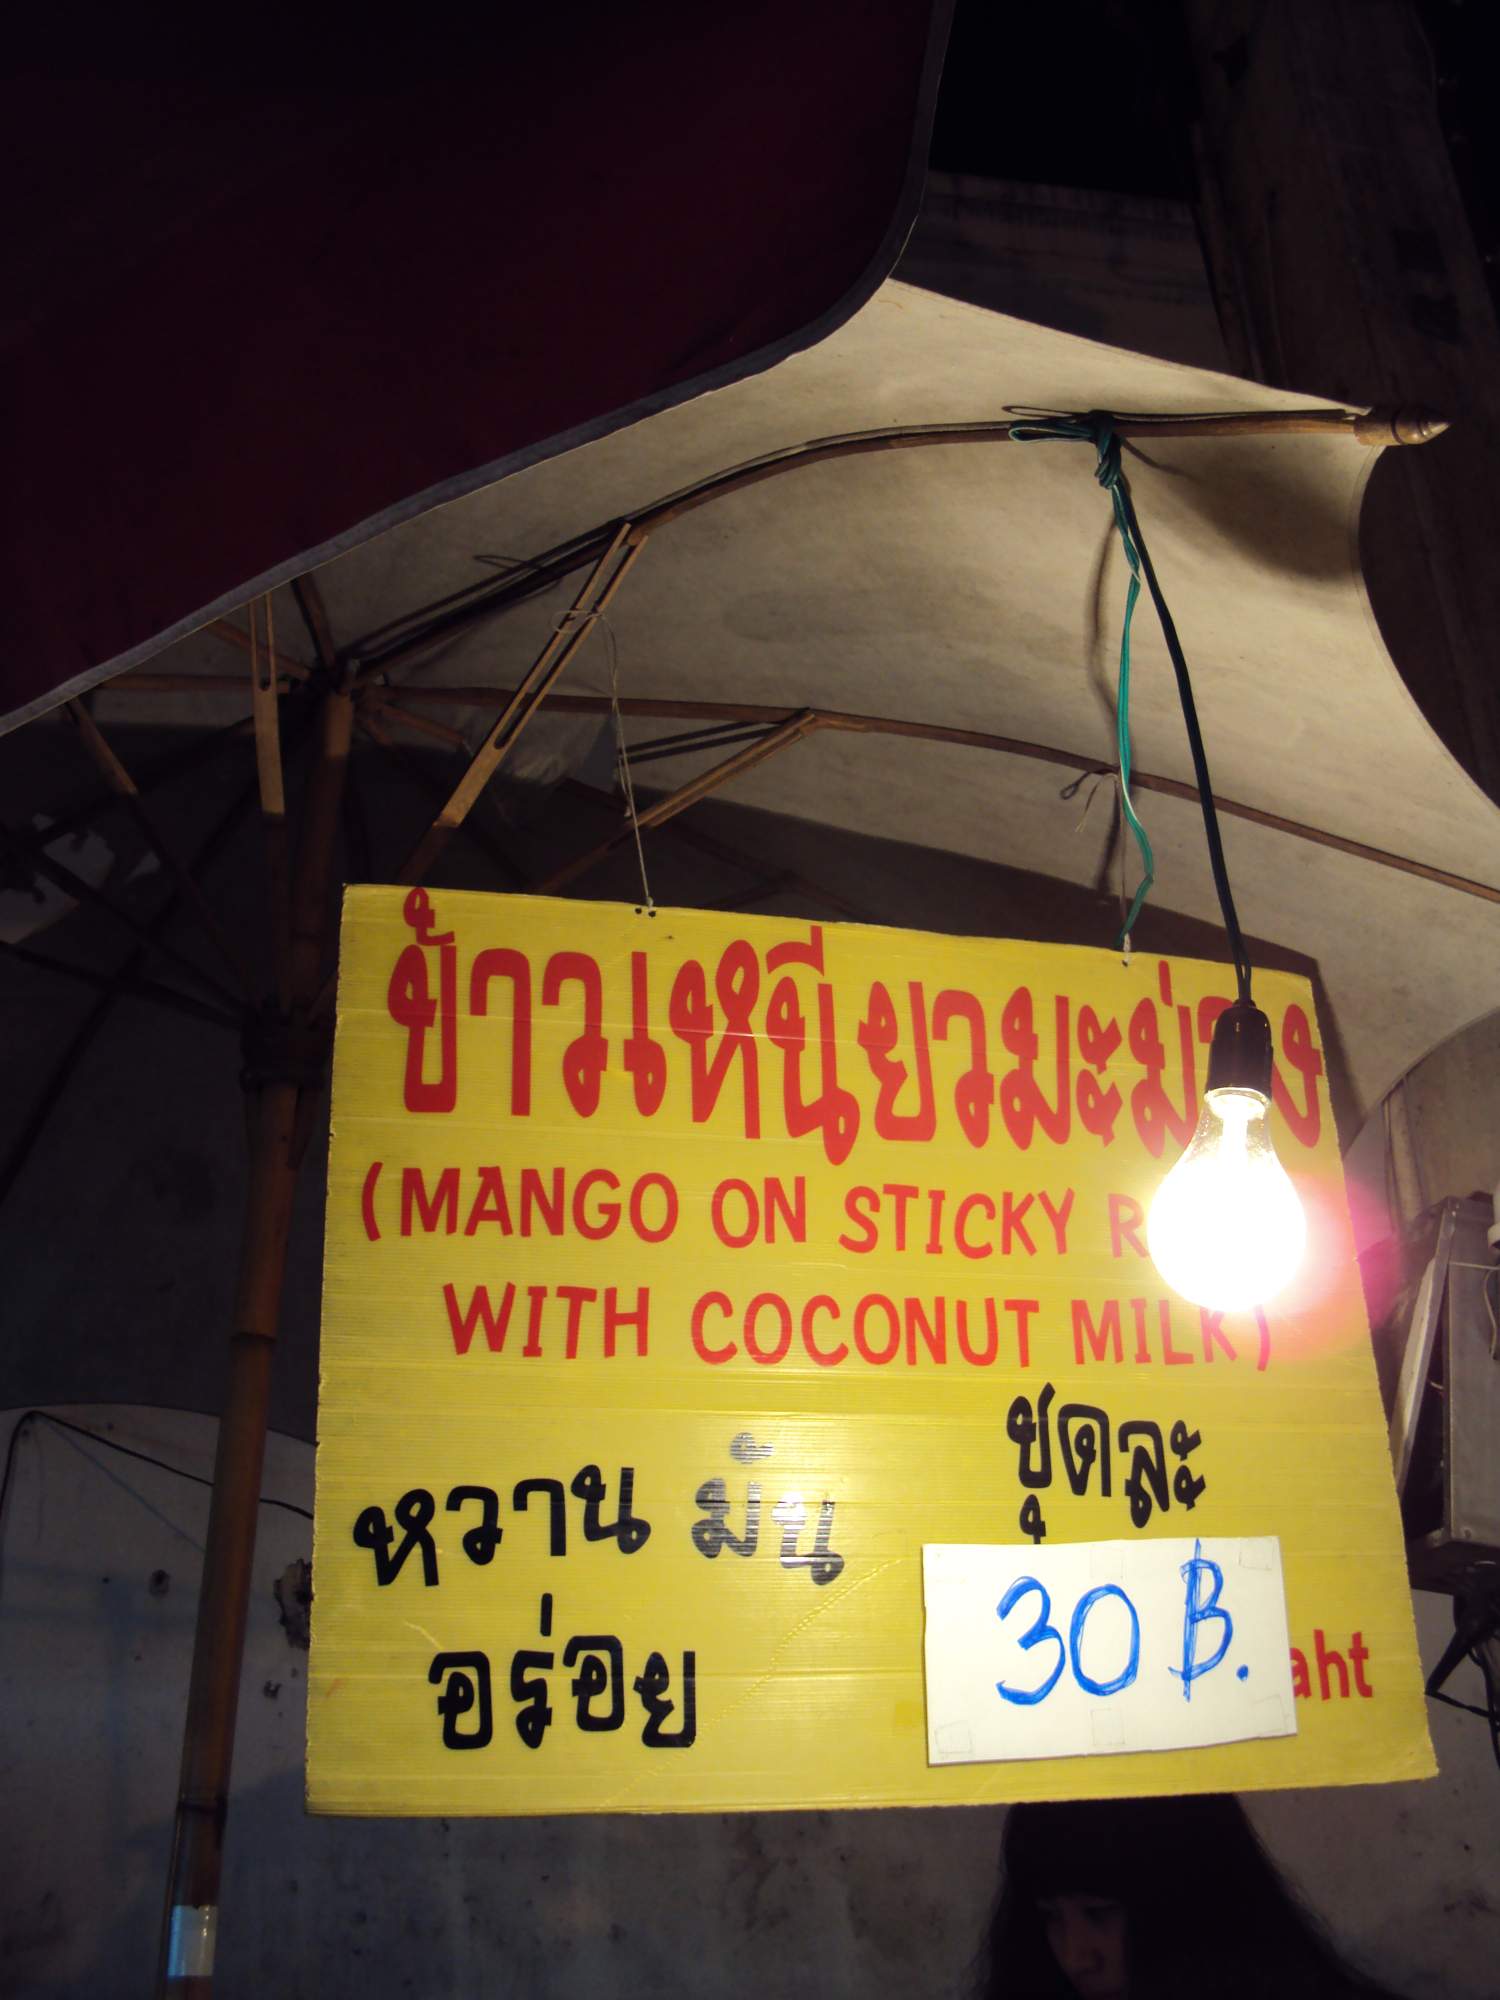 ข้าวเหนียวมะม่วง
(MANGO ON STICKY
WITH COCONUT MILK)
หวาน มัน
อร่อย
ชุดละ
30 B.